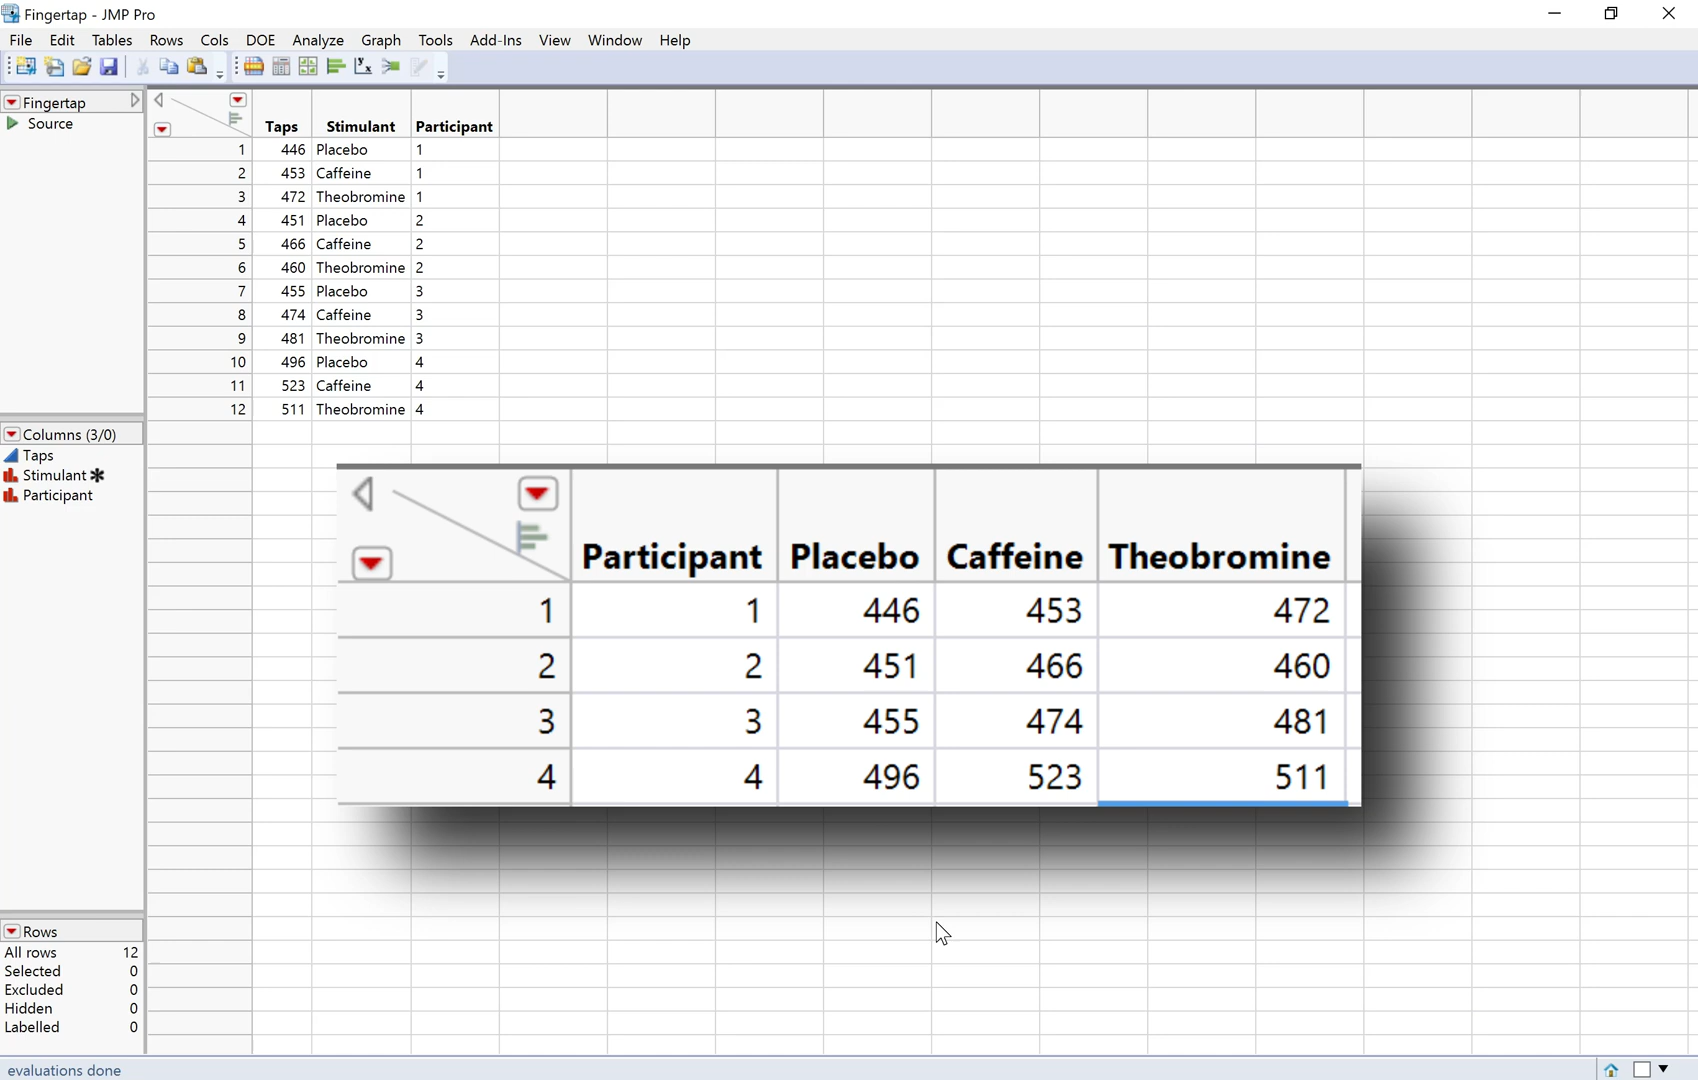 Fingertap - JMP Pro
File Edit Tables Rows Cols DOE Analyze Graph Tools Add-Ins View Window Help
Fingertap
Source
Taps Stimulant Participant
1 446 Placebo 1
2 453 Caffeine 1
3 472 Theobromine 1
4 451 Placebo 2
5 466 Caffeine 2
6 460 Theobromine 2
7 455 Placebo 3
8 474 Caffeine 3
9 481 Theobromine 3
10 496 Placebo 4
11 523 Caffeine 4
12 511 Theobromine 4
Columns (3/0)
Taps
Stimulant
Participant
Participant Placebo Caffeine Theobromine
1 1 446 453 472
2 2 451 466 460
3 3 455 474 481
4 4 496 523 511
Rows
All rows 12
Selected 0
Excluded 0
Hidden 0
Labelled 0
evaluations done